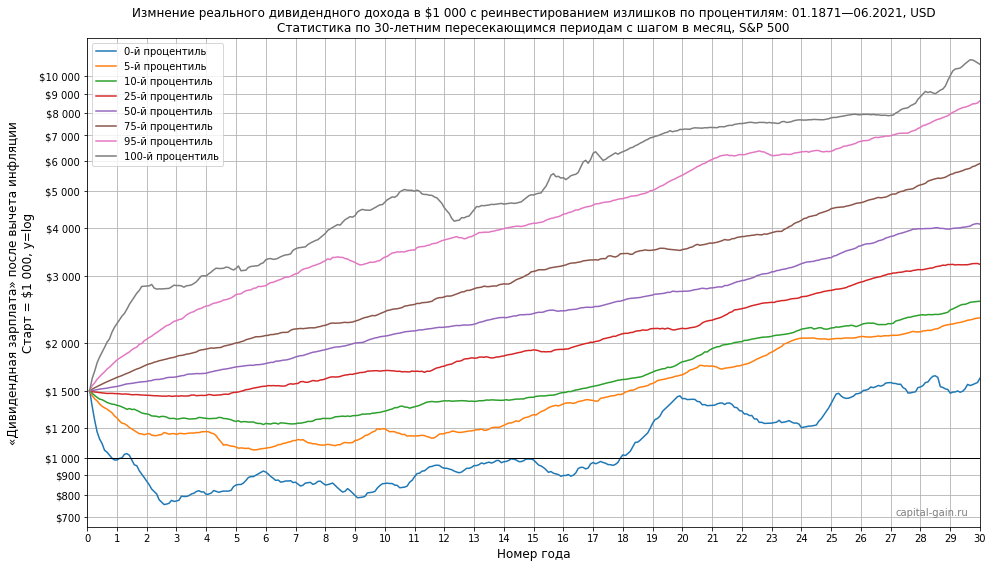 Измнение реального дивидендного дохода в $1 000 с реинвестированием излишков по процентилям: 01.1871—06.2021, USD
Статистика по 30-летним пересекающимся периодам с шагом в месяц, S&P 500
0-й процентиль
5-й процентиль
10-й процентиль
25-й процентиль
50-й процентиль
75-й процентиль
95-й процентиль
100-й процентиль
«Дивидендная зарплата» после вычета инфляции
Старт = $1 000, y=log
$10 000
$9 000
$8 000
$7 000
$6 000
$5 000
$4 000
$3 000
$2 000
$1 500
$1 200
$1 000
$900
$800
$700
capital-gain.ru
0 1 2 3 4 5 6 7 8 9 10 11 12 13 14 15 16 17 18 19 20 21 22 23 24 25 26 27 28 29 30
Номер года